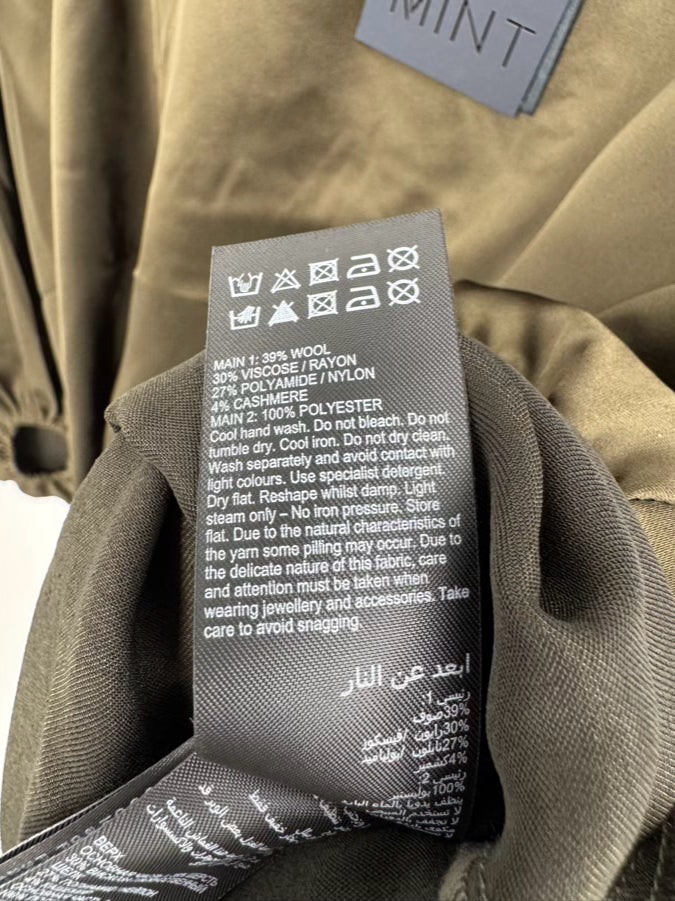 MINT
MAIN 1: 39% WOOL
30% VISCOSE / RAYON
27% POLYAMIDE / NYLON
4% CASHMERE
MAIN 2: 100% POLYESTER
Cool hand wash. Do not bleach. Do not
tumble dry. Cool iron. Do not dry clean.
Wash separately and avoid contact with
light colours. Use specialist detergent.
Dry flat. Reshape whilst damp. Light
steam only – No iron pressure. Store
flat. Due to the natural characteristics of
the yarn some pilling may occur. Due to
the delicate nature of this fabric, care
and attention must be taken when
wearing jewellery and accessories. Take
care to avoid snagging.
ابعد عن النار
رئيسي 1:
39%صوف
30%رايون /فيسكوز
27%نايلون /بولياميد
4%كشمير
رئيسي 2:
100%بوليستر
ВЕРХ